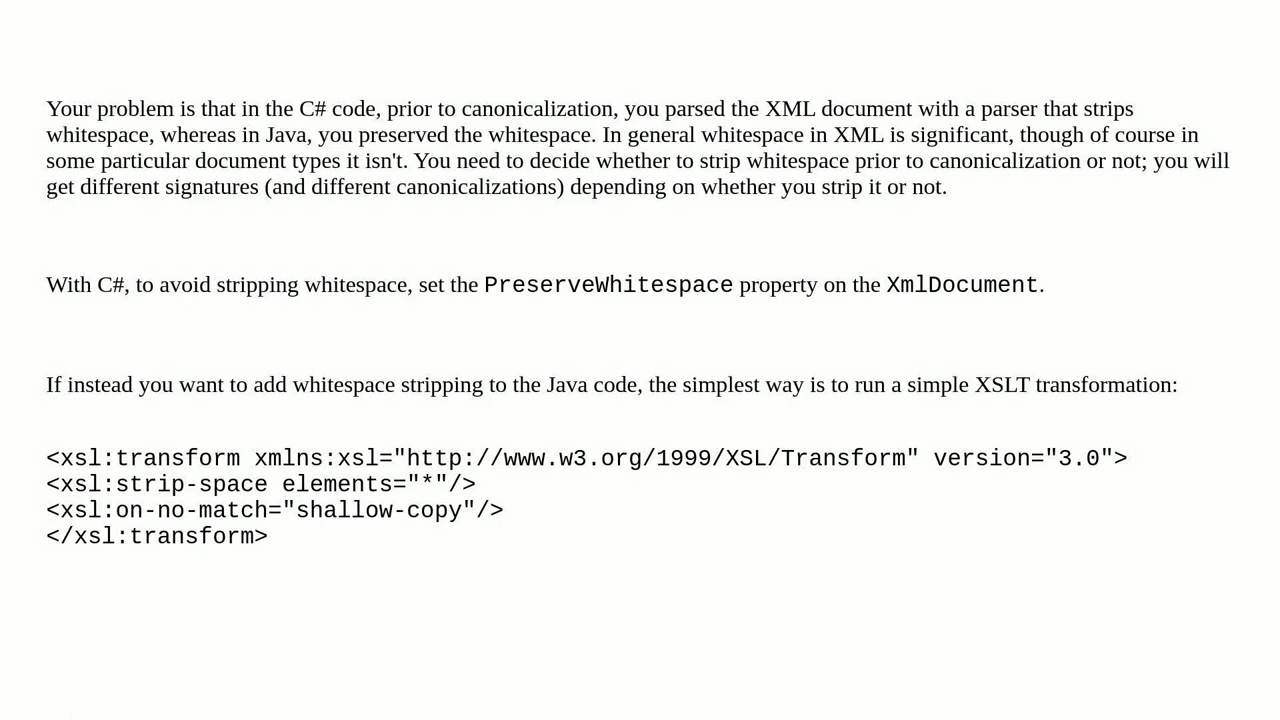 Your problem is that in the C# code, prior to canonicalization, you parsed the XML document with a parser that strips
whitespace, whereas in Java, you preserved the whitespace. In general whitespace in XML is significant, though of course in
some particular document types it isn't. You need to decide whether to strip whitespace prior to canonicalization or not; you will
get different signatures (and different canonicalizations) depending on whether you strip it or not.
With C#, to avoid stripping whitespace, set the PreserveWhitespace property on the XmlDocument.
If instead you want to add whitespace stripping to the Java code, the simplest way is to run a simple XSLT transformation:
<xsl:transform xmlns:xsl="http://www.w3.org/1999/XSL/Transform" version="3.0">
<xsl:strip-space elements="*"/>
<xsl:on-no-match="shallow-copy"/>
</xsl:transform>